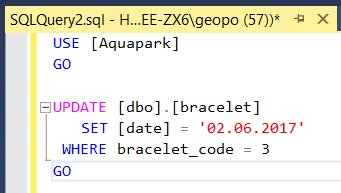 SQLQuery2.sql - H...EE-ZX6\geopo (57))*
USE [Aquapark]
GO
UPDATE [dbo].[bracelet]
SET [date] = '02.06.2017'
WHERE bracelet_code = 3
GO